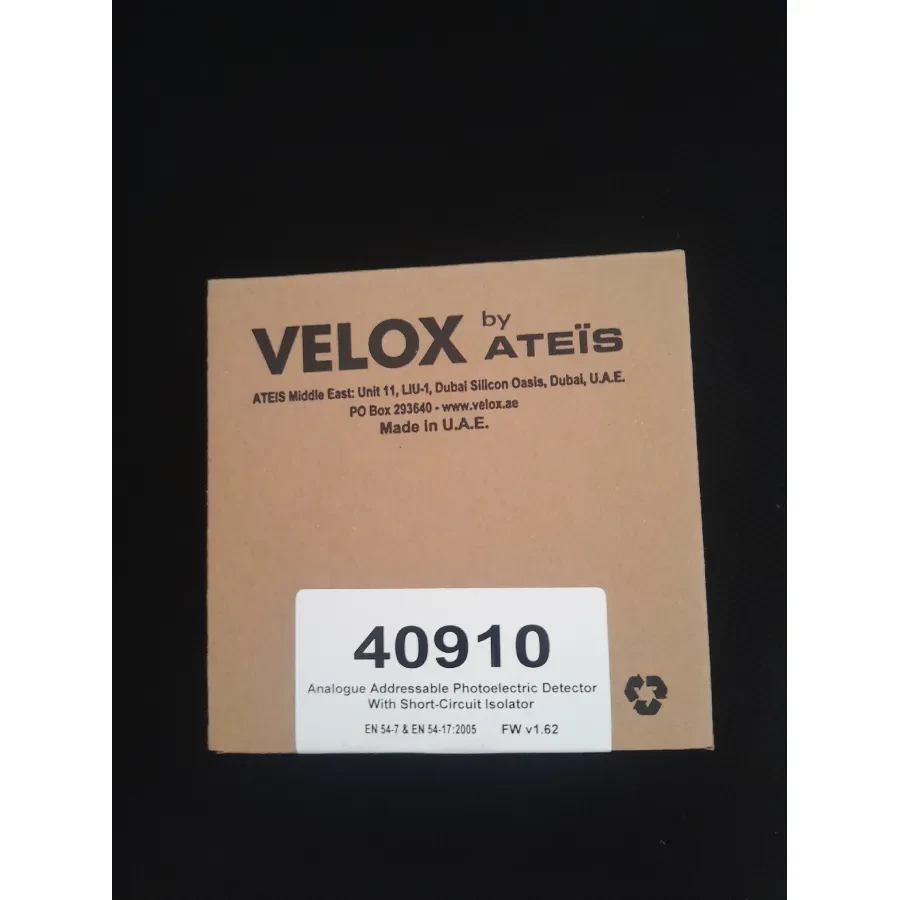 VELOX by ATEÏS
ATEIS Middle East: Unit 11, LIU-1, Dubai Silicon Oasis, Dubai, U.A.E.
PO Box 293640 - www.velox.ae
Made in U.A.E.
40910
Analogue Addressable Photoelectric Detector
With Short-Circuit Isolator
EN 54-7 & EN 54-17:2005 FW v1.62